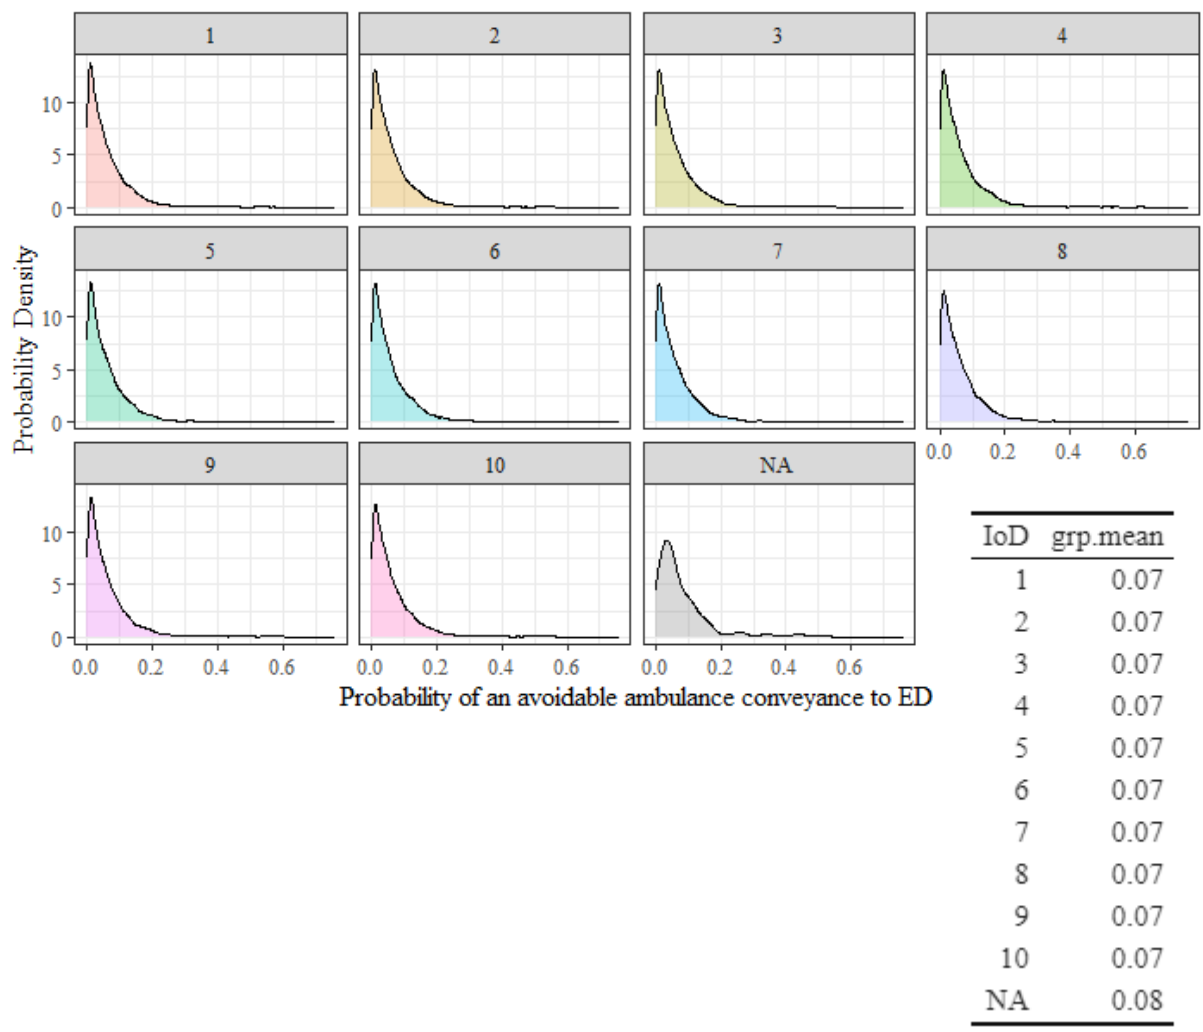 1 2 3 4
10
5
0
5 6 7 8
10
5
0
Probability Density
9 10 NA
0.0 0.2 0.4 0.6
10
5
0
0.0 0.2 0.4 0.6 0.0 0.2 0.4 0.6 0.0 0.2 0.4 0.6
Probability of an avoidable ambulance conveyance to ED
IoD grp.mean
1 0.07
2 0.07
3 0.07
4 0.07
5 0.07
6 0.07
7 0.07
8 0.07
9 0.07
10 0.07
NA 0.08